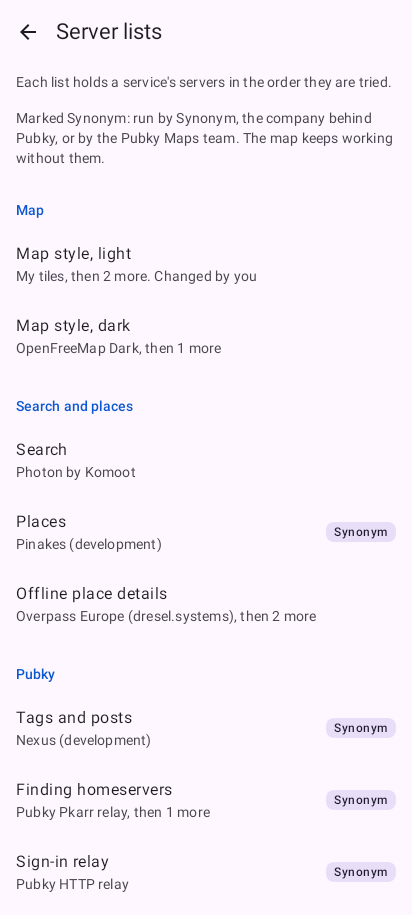 Server lists
Each list holds a service's servers in the order they are tried.
Marked Synonym: run by Synonym, the company behind
Pubky, or by the Pubky Maps team. The map keeps working
without them.
Map
Map style, light
My tiles, then 2 more. Changed by you
Map style, dark
OpenFreeMap Dark, then 1 more
Search and places
Search
Photon by Komoot
Places
Pinakes (development)
Synonym
Offline place details
Overpass Europe (dresel.systems), then 2 more
Pubky
Tags and posts
Nexus (development)
Synonym
Finding homeservers
Pubky Pkarr relay, then 1 more
Synonym
Sign-in relay
Pubky HTTP relay
Synonym